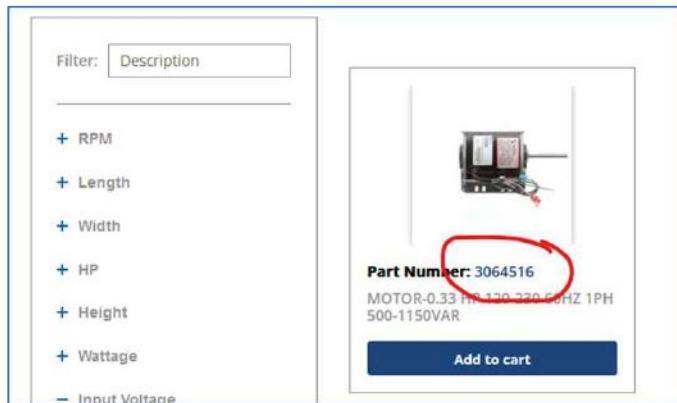 Filter: Description
+ RPM
+ Length
+ Width
+ HP
+ Height
+ Wattage
− Input Voltage
Part Number: 3064516
MOTOR-0.33 HP 120-230-60HZ 1PH
500-1150VAR
Add to cart